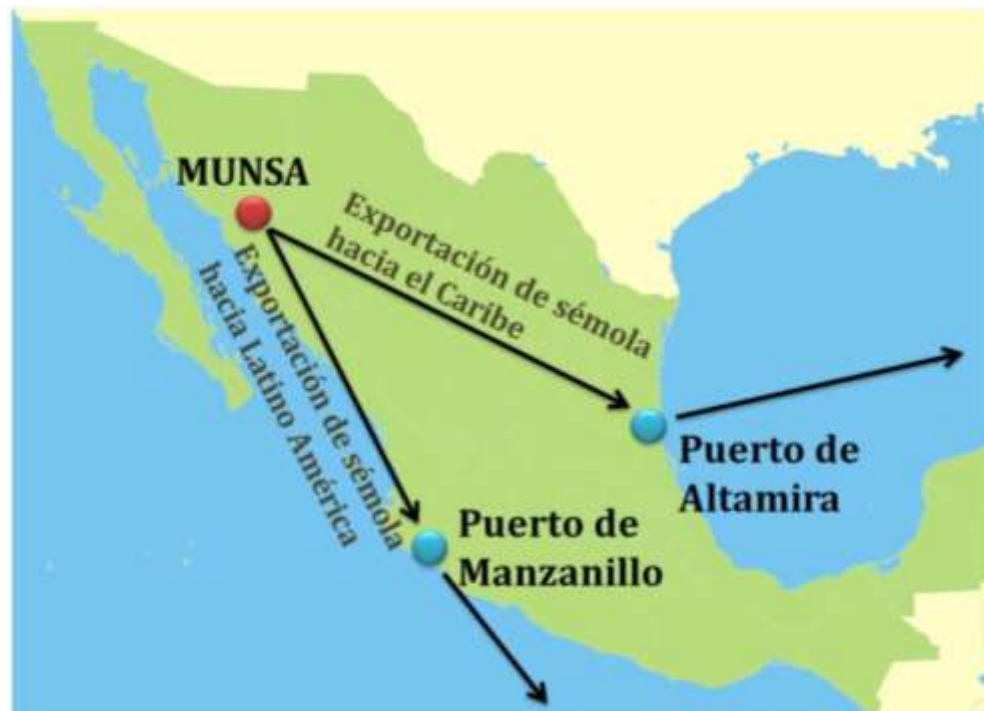 MUNSA
Exportación de sémola
hacia el Caribe
Exportación de sémola
hacia Latino América
Puerto de
Altamira
Puerto de
Manzanillo